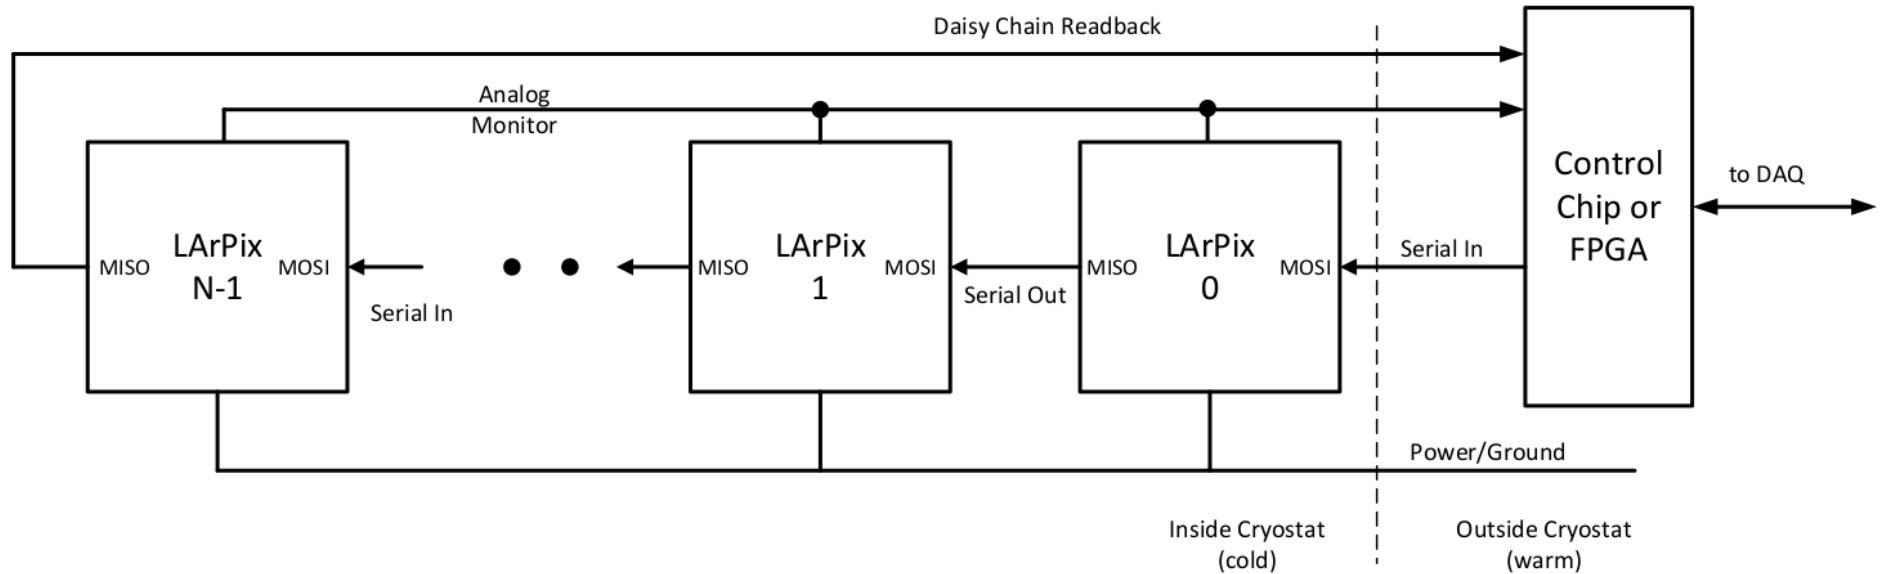 Daisy Chain Readback
Analog
Monitor
Control
Chip or
FPGA
to DAQ
MISO
LArPix
N-1
MOSI
Serial In
MISO
LArPix
1
MOSI
Serial Out
MISO
LArPix
0
MOSI
Serial In
Power/Ground
Inside Cryostat
(cold)
Outside Cryostat
(warm)